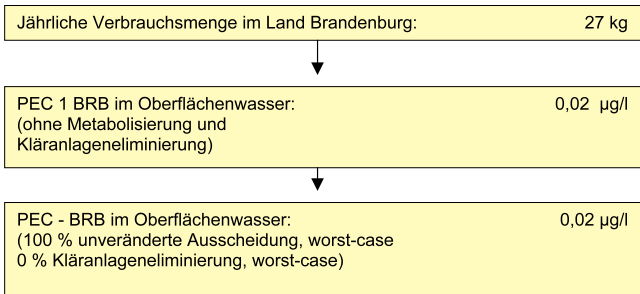 Jährliche Verbrauchsmenge im Land Brandenburg: 27 kg
PEC 1 BRB im Oberflächenwasser: 0,02 µg/l
(ohne Metabolisierung und
Kläranlageneliminierung)
PEC - BRB im Oberflächenwasser: 0,02 µg/l
(100 % unveränderte Ausscheidung, worst-case
0 % Kläranlageneliminierung, worst-case)